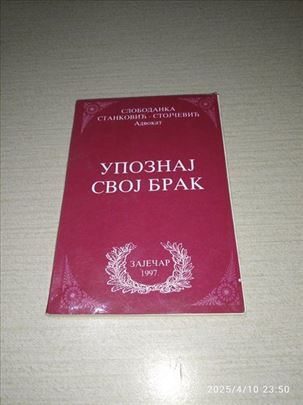 СЛОБОДАНКА
СТАНКОВИЋ - СТОЈЧЕВИЋ
Адвокат
УПОЗНАЈ
СВОЈ БРАК
ЗАЈЕЧАР
1997.
2025/4/10 23:50